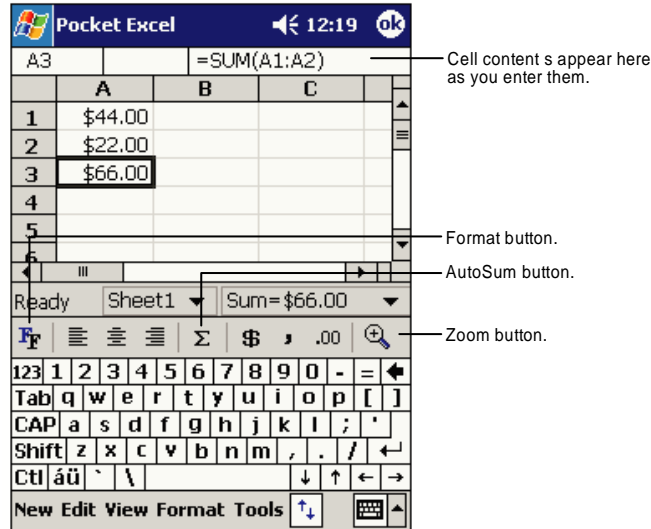 Pocket Excel 12:19 ok
A3 =SUM(A1:A2)
Cell content s appear here
as you enter them.
A B C
1 $44.00
2 $22.00
3 $66.00
4
5
6
Format button.
AutoSum button.
Ready Sheet1 Sum=$66.00
FF Σ $ , .00
Zoom button.
123 1 2 3 4 5 6 7 8 9 0 - =
Tab q w e r t y u i o p [ ]
CAP a s d f g h j k l ; '
Shift z x c v b n m , . /
Ctl áü ` \
New Edit View Format Tools